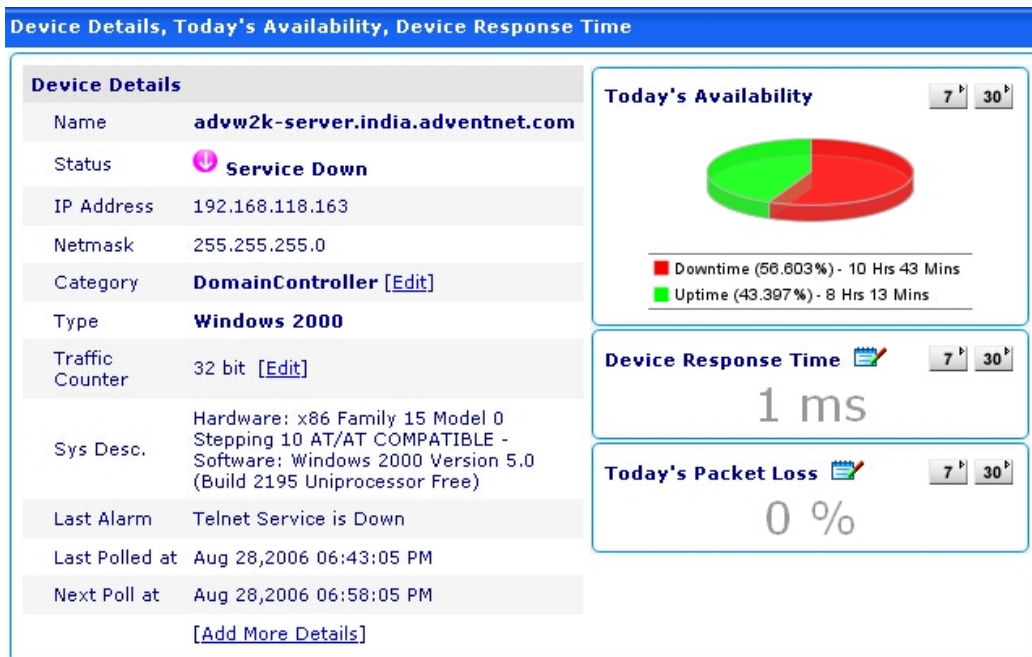 Device Details, Today's Availability, Device Response Time
Device Details
Name advw2k-server.india.adventnet.com
Status Service Down
IP Address 192.168.118.163
Netmask 255.255.255.0
Category DomainController [Edit]
Type Windows 2000
Traffic
Counter
32 bit [Edit]
Sys Desc.
Hardware: x86 Family 15 Model 0
Stepping 10 AT/AT COMPATIBLE -
Software: Windows 2000 Version 5.0
(Build 2195 Uniprocessor Free)
Last Alarm Telnet Service is Down
Last Polled at Aug 28,2006 06:43:05 PM
Next Poll at Aug 28,2006 06:58:05 PM
[Add More Details]
Today's Availability 7 30
Downtime (56.603%) - 10 Hrs 43 Mins
Uptime (43.397%) - 8 Hrs 13 Mins
Device Response Time 7 30
1 ms
Today's Packet Loss 7 30
0 %